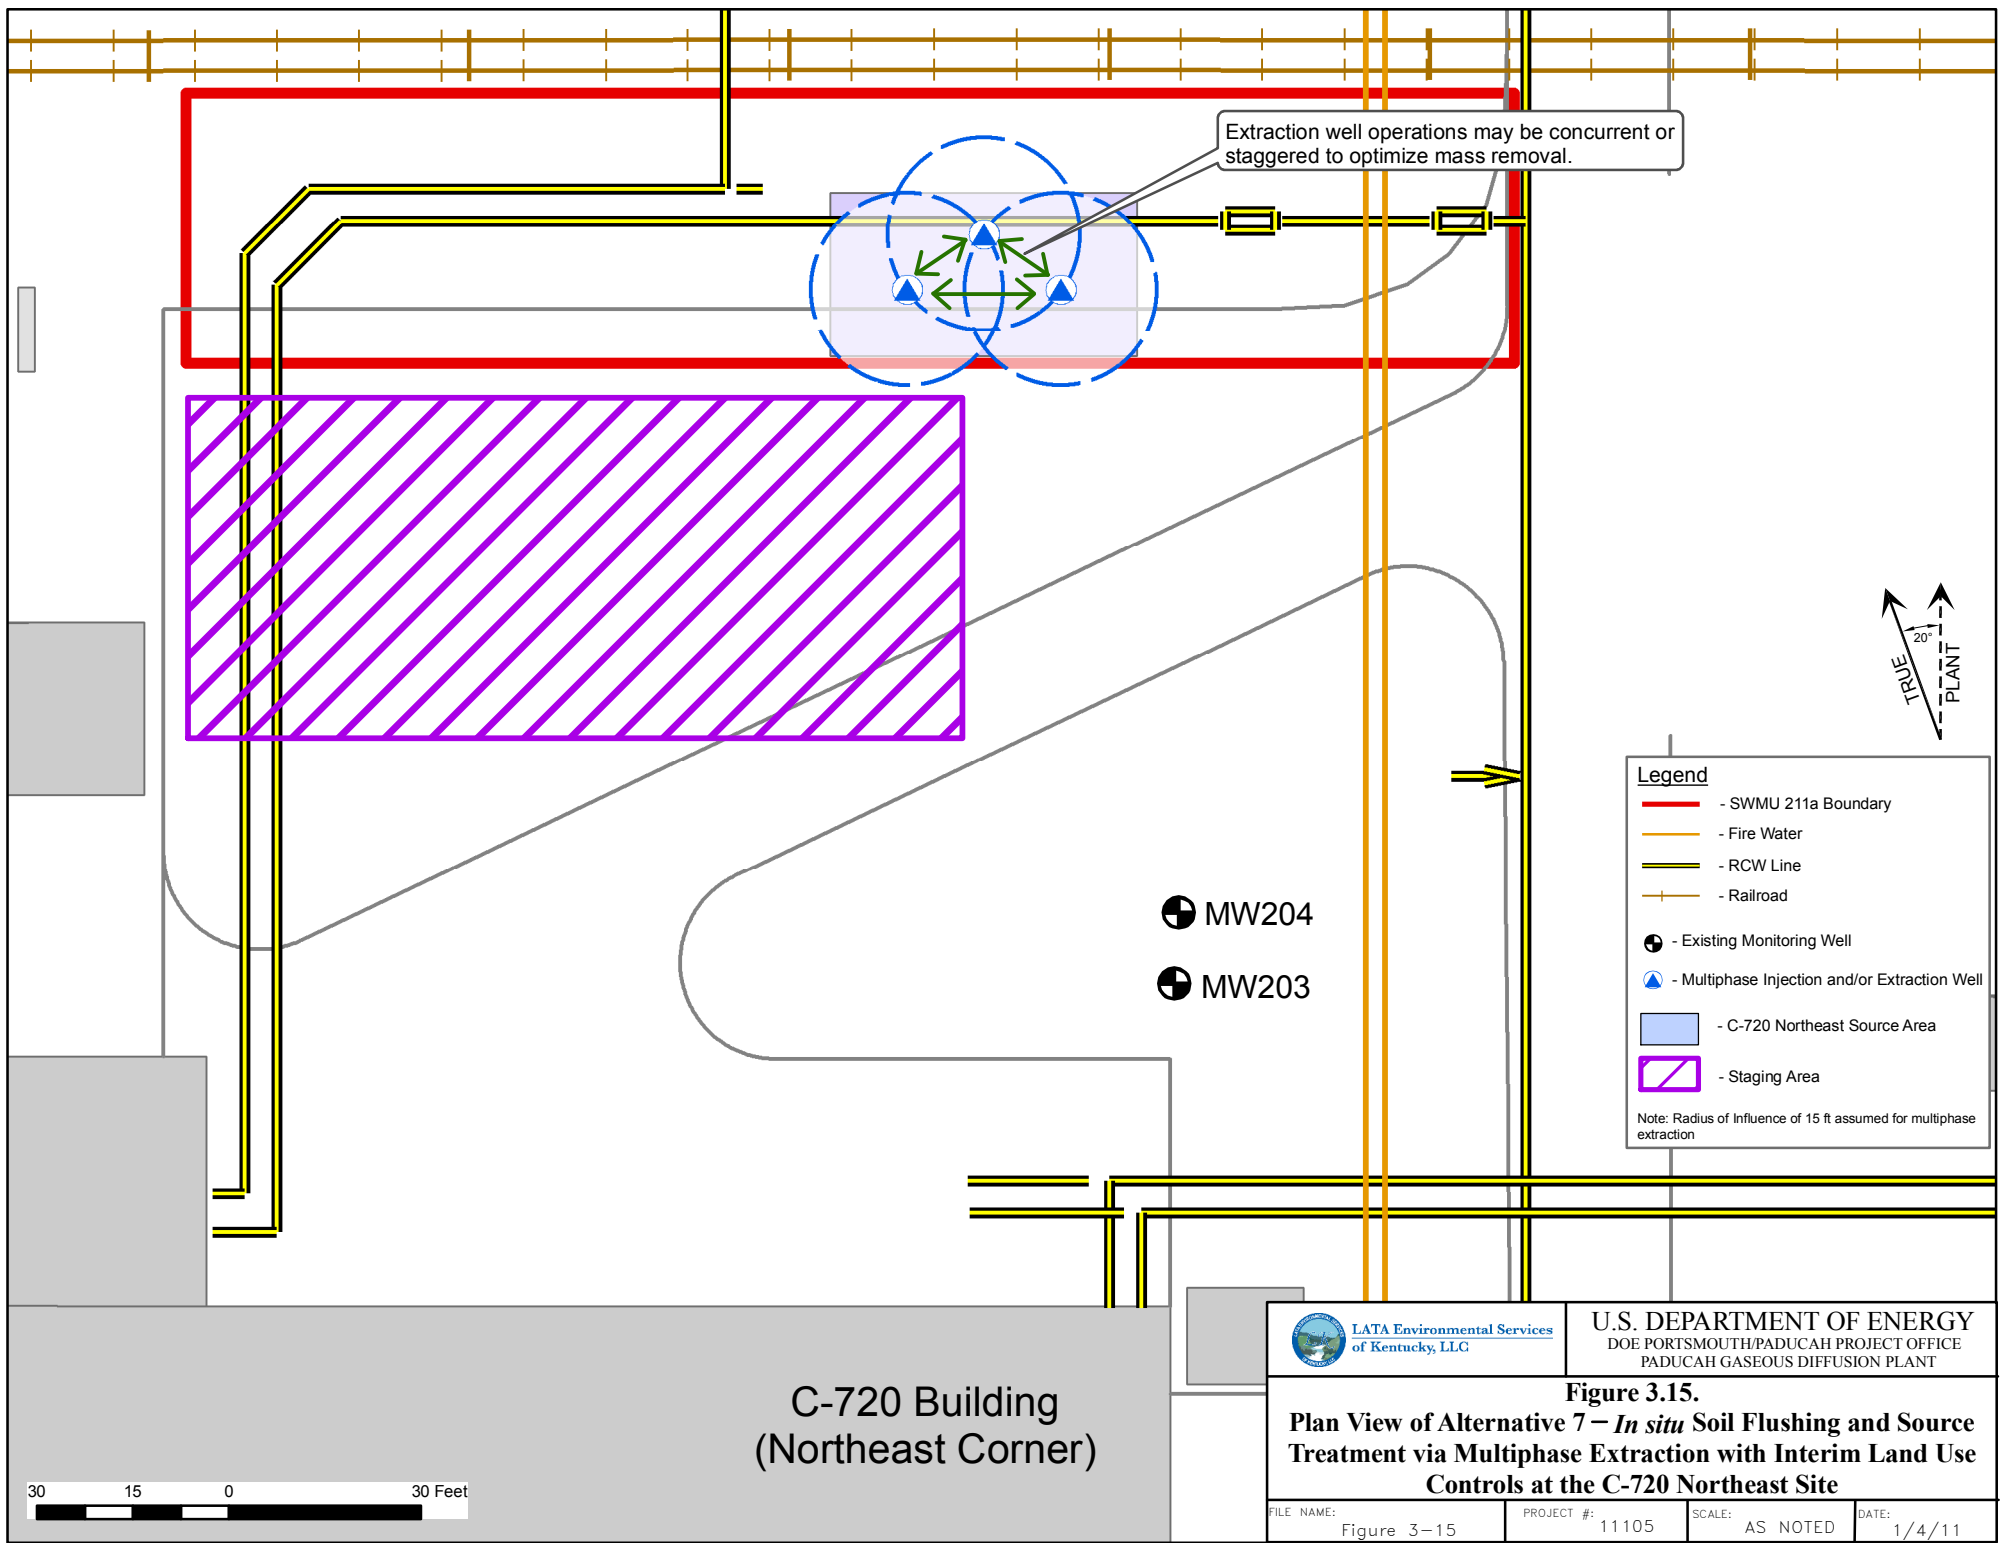 Extraction well operations may be concurrent or
staggered to optimize mass removal.
20°
TRUE
PLANT
Legend
- SWMU 211a Boundary
- Fire Water
- RCW Line
- Railroad
- Existing Monitoring Well
- Multiphase Injection and/or Extraction Well
- C-720 Northeast Source Area
- Staging Area
Note: Radius of Influence of 15 ft assumed for multiphase
extraction
MW204
MW203
C-720 Building
(Northeast Corner)
30 15 0 30 Feet
LATA Environmental Services
of Kentucky, LLC
U.S. DEPARTMENT OF ENERGY
DOE PORTSMOUTH/PADUCAH PROJECT OFFICE
PADUCAH GASEOUS DIFFUSION PLANT
Figure 3.15.
Plan View of Alternative 7 – In situ Soil Flushing and Source
Treatment via Multiphase Extraction with Interim Land Use
Controls at the C-720 Northeast Site
FILE NAME: Figure 3-15
PROJECT #: 11105
SCALE: AS NOTED
DATE: 1/4/11